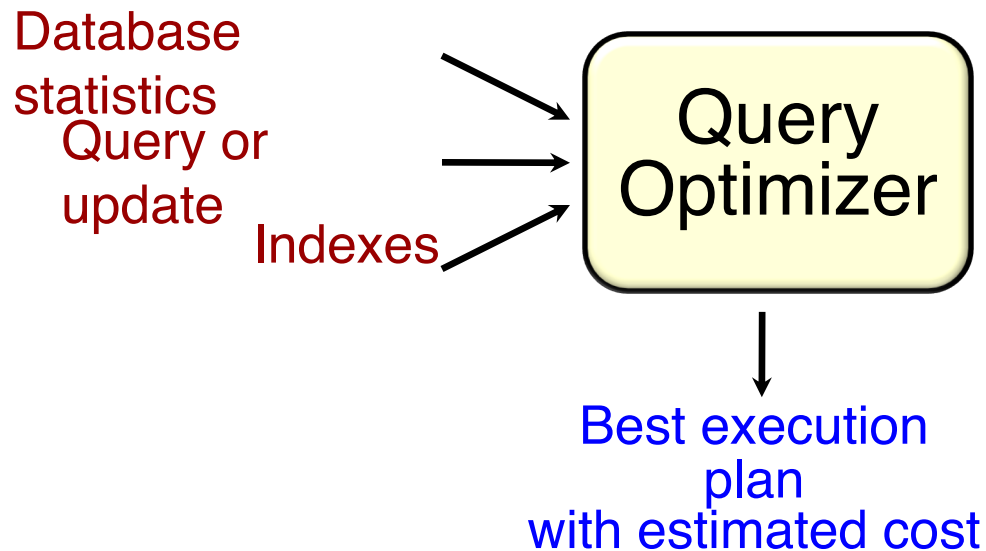 Database
statistics
Query or
update
Indexes
Query
Optimizer
Best execution
plan
with estimated cost